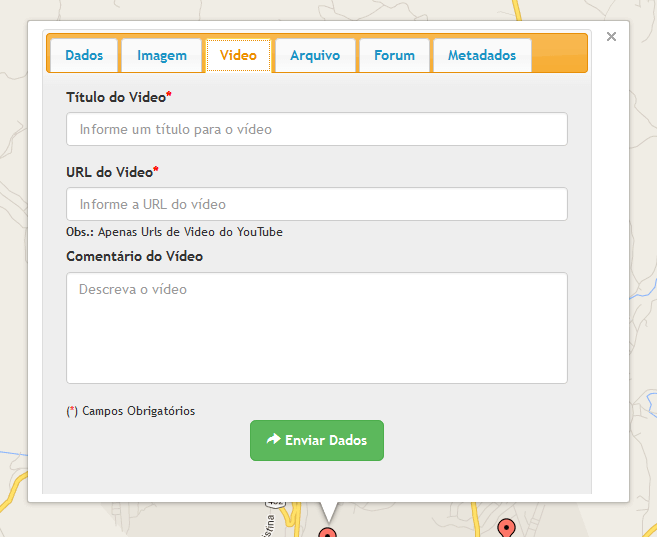 Dados Imagem Video Arquivo Forum Metadados
Título do Video*
Informe um título para o vídeo
URL do Video*
Informe a URL do vídeo
Obs.: Apenas Urls de Video do YouTube
Comentário do Vídeo
Descreva o vídeo
(*) Campos Obrigatórios
Enviar Dados